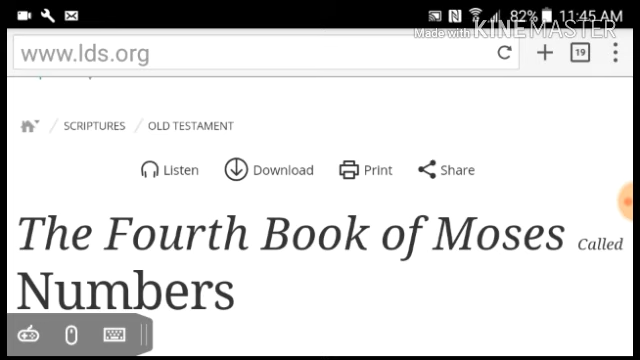 82% 11:45 AM
Made with KINEMASTER
www.lds.org 19
/ SCRIPTURES / OLD TESTAMENT
Listen Download Print Share
The Fourth Book of Moses Called
Numbers